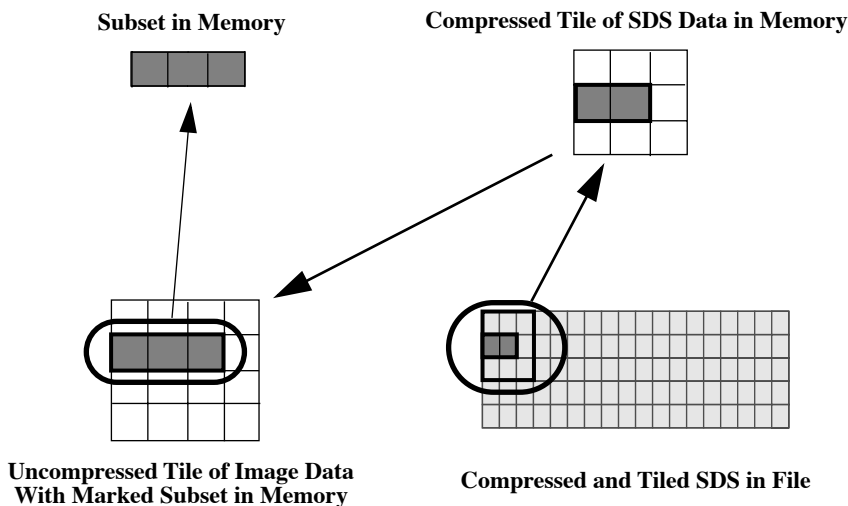 Subset in Memory
Compressed Tile of SDS Data in Memory
Uncompressed Tile of Image Data
With Marked Subset in Memory
Compressed and Tiled SDS in File